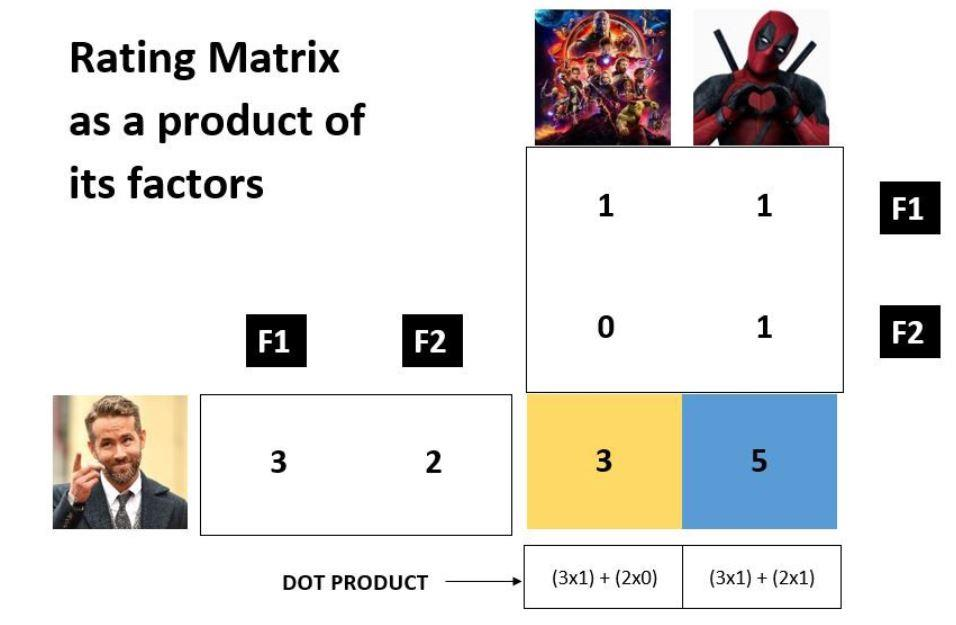 Rating Matrix
as a product of
its factors
1 1
F1
0 1
F2
F1 F2
3 2
3 5
DOT PRODUCT
(3x1) + (2x0) (3x1) + (2x1)